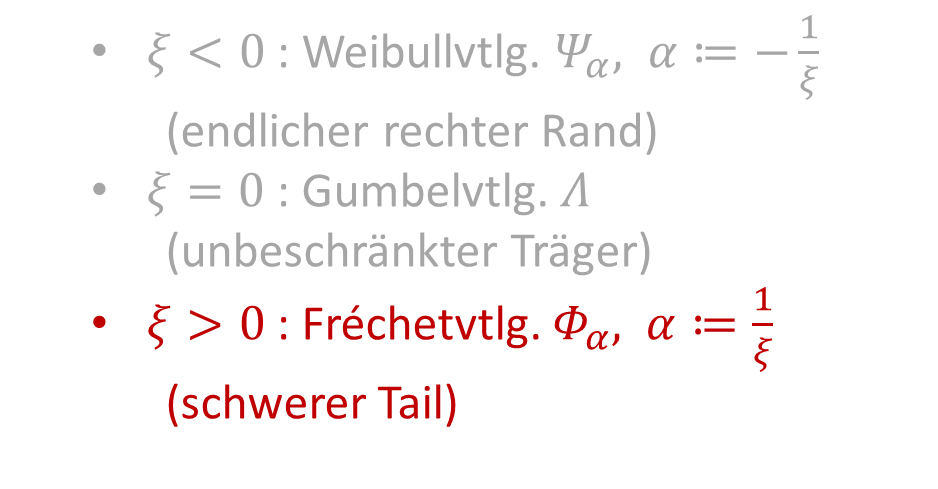 • ξ < 0 : Weibullvtlg. Ψ_α, α := −1/ξ
(endlicher rechter Rand)
• ξ = 0 : Gumbelvtlg. Λ
(unbeschränkter Träger)
• ξ > 0 : Fréchetvtlg. Φ_α, α := 1/ξ
(schwerer Tail)